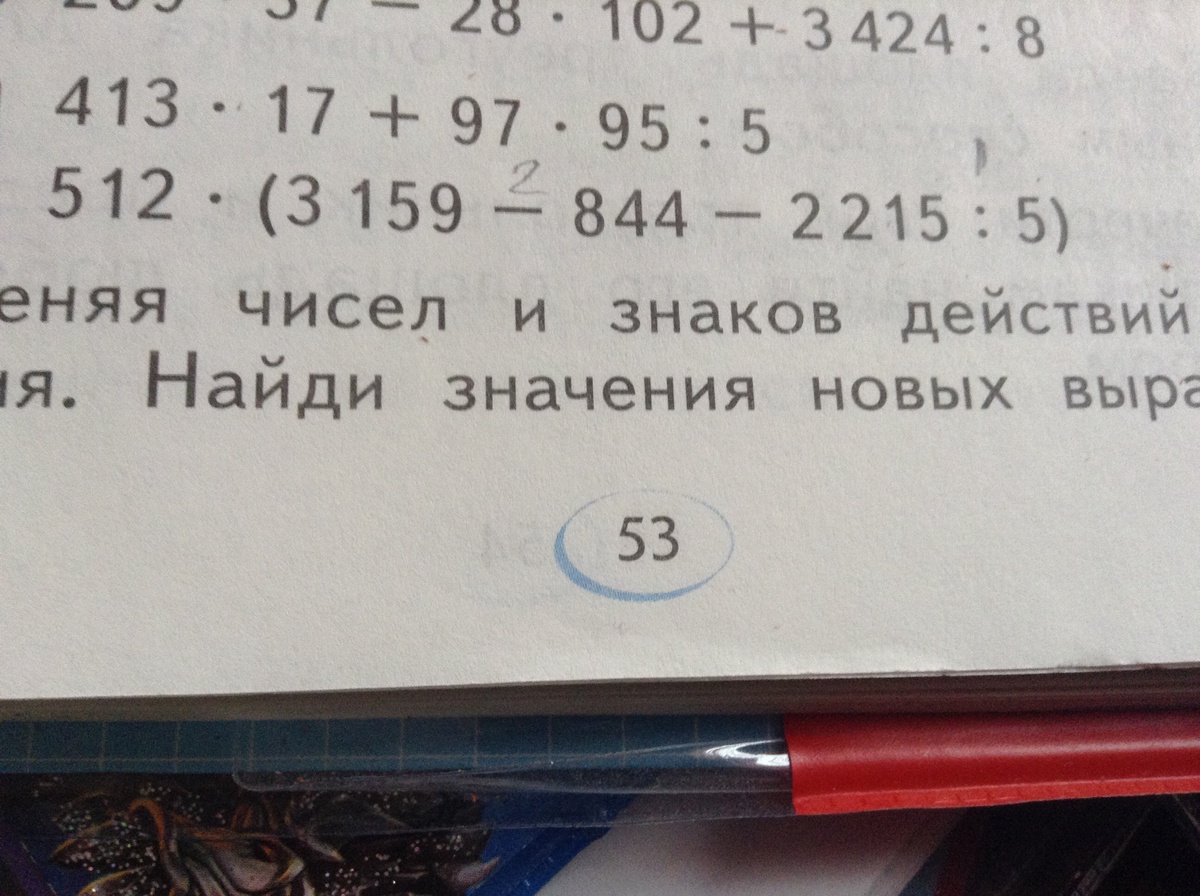 28 · 102 + 3 424 : 8
413 · 17 + 97 · 95 : 5
2
512 · (3 159 − 844 − 2 215 : 5)
еняя чисел и знаков действий
ия. Найди значения новых выра
53